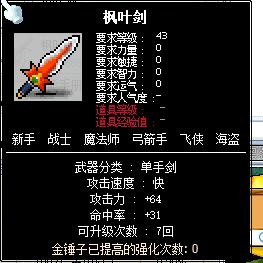 枫叶剑
要求等级： 43
要求力量： 0
要求敏捷： 0
要求智力： 0
要求运气： 0
要求人气度： -
道具等级： -
道具经验值： -
新手 战士 魔法师 弓箭手 飞侠 海盗
武器分类 : 单手剑
攻击速度 : 快
攻击力 : +64
命中率 : +31
可升级次数 : 7回
金锤子已提高的强化次数: 0